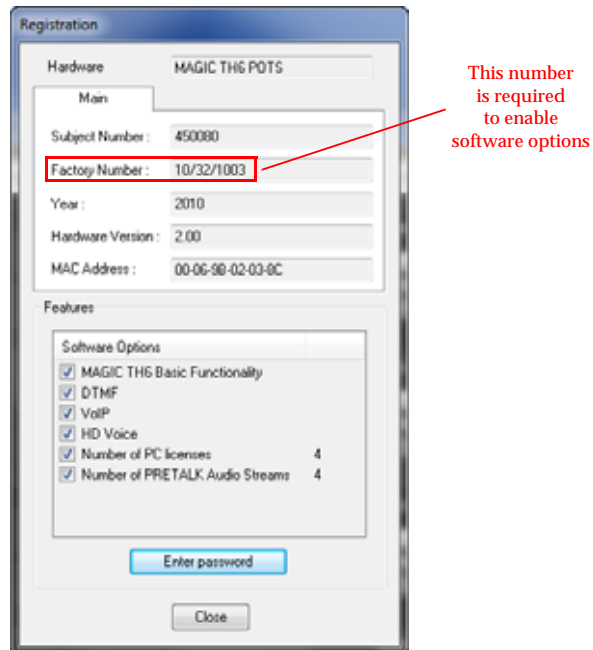 Registration
Hardware MAGIC TH6 POTS
Main
Subject Number : 450080
Factory Number : 10/32/1003
Year : 2010
Hardware Version : 2.00
MAC Address : 00-06-9B-02-03-8C
Features
Software Options
MAGIC TH6 Basic Functionality
DTMF
VoIP
HD Voice
Number of PC licenses 4
Number of PRETALK Audio Streams 4
Enter password
Close
This number
is required
to enable
software options